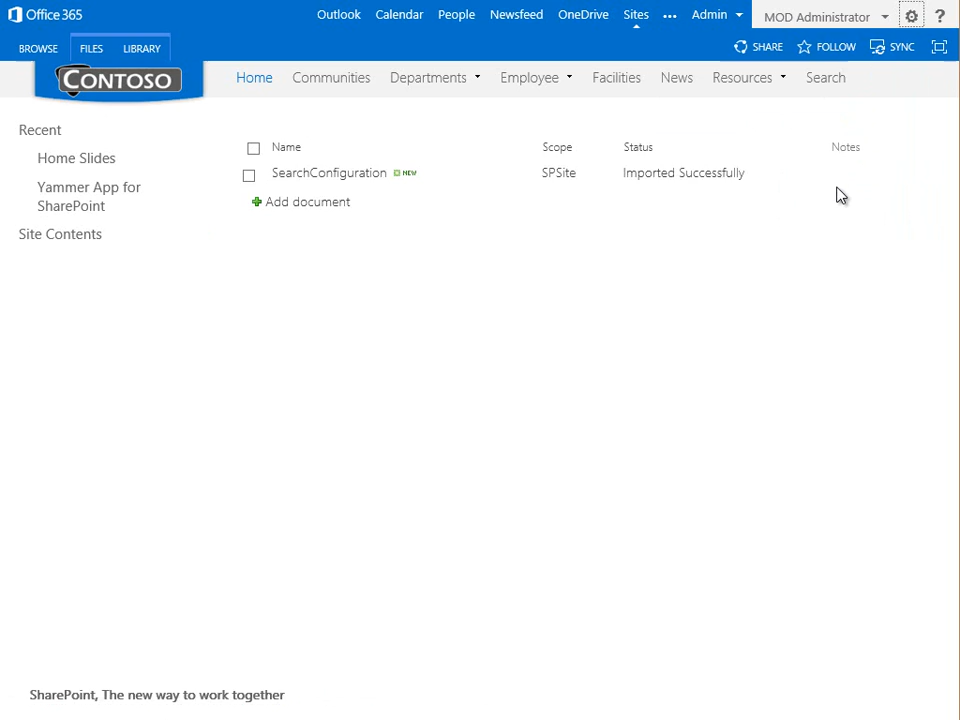 Office 365 Outlook Calendar People Newsfeed OneDrive Sites ••• Admin MOD Administrator ?
BROWSE FILES LIBRARY SHARE FOLLOW SYNC
CONTOSO Home Communities Departments Employee Facilities News Resources Search
Recent
Home Slides
Yammer App for
SharePoint
Site Contents
Name Scope Status Notes
SearchConfiguration NEW SPSite Imported Successfully
Add document
SharePoint, The new way to work together